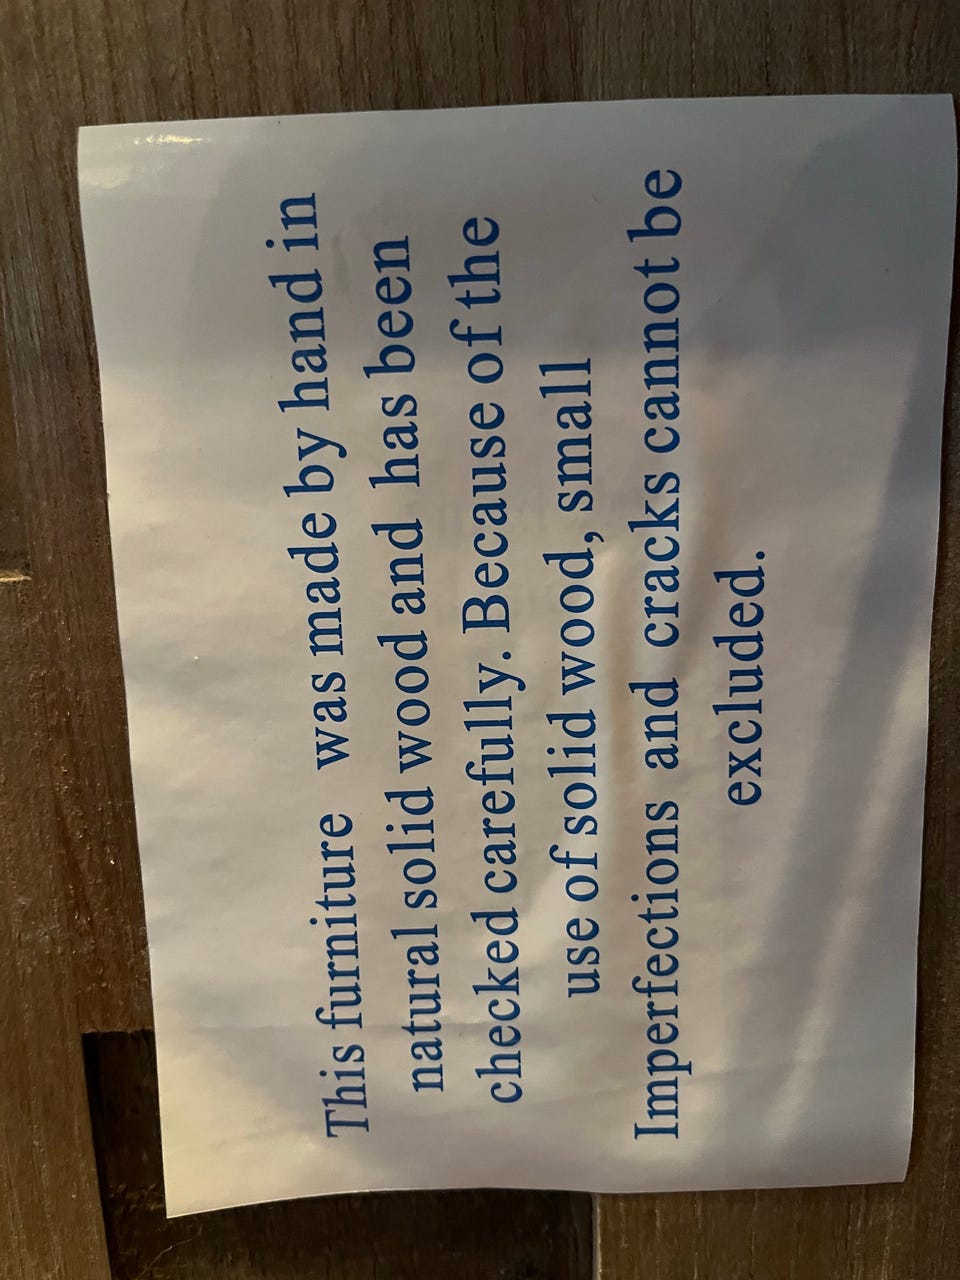 This furniture was made by hand in
natural solid wood and has been
checked carefully. Because of the
use of solid wood, small
Imperfections and cracks cannot be
excluded.